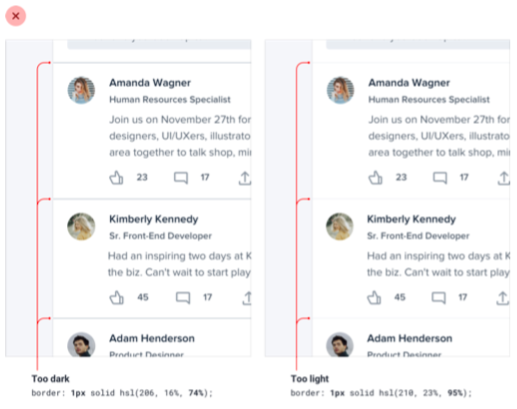 Amanda Wagner
Human Resources Specialist
Join us on November 27th for
designers, UI/UXers, illustrato
area together to talk shop, mi
23 17
Kimberly Kennedy
Sr. Front-End Developer
Had an inspiring two days at K
the biz. Can't wait to start play
45 17
Adam Henderson
Product Designer
Too dark
border: 1px solid hsl(206, 16%, 74%);
Amanda Wagner
Human Resources Specialist
Join us on November 27th for
designers, UI/UXers, illustrato
area together to talk shop, mi
23 17
Kimberly Kennedy
Sr. Front-End Developer
Had an inspiring two days at K
the biz. Can't wait to start play
45 17
Adam Henderson
Product Designer
Too light
border: 1px solid hsl(210, 23%, 95%);